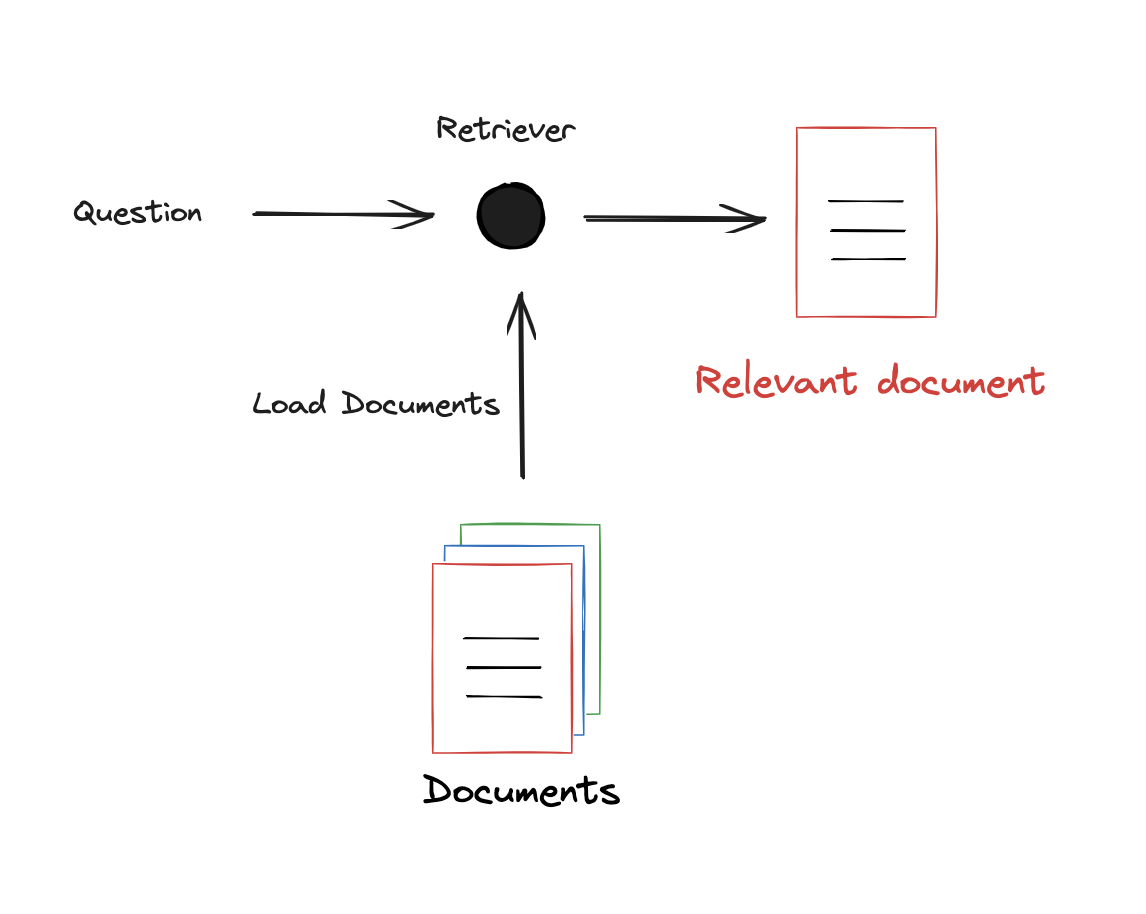 Retriever
Question
Relevant document
Load Documents
Documents